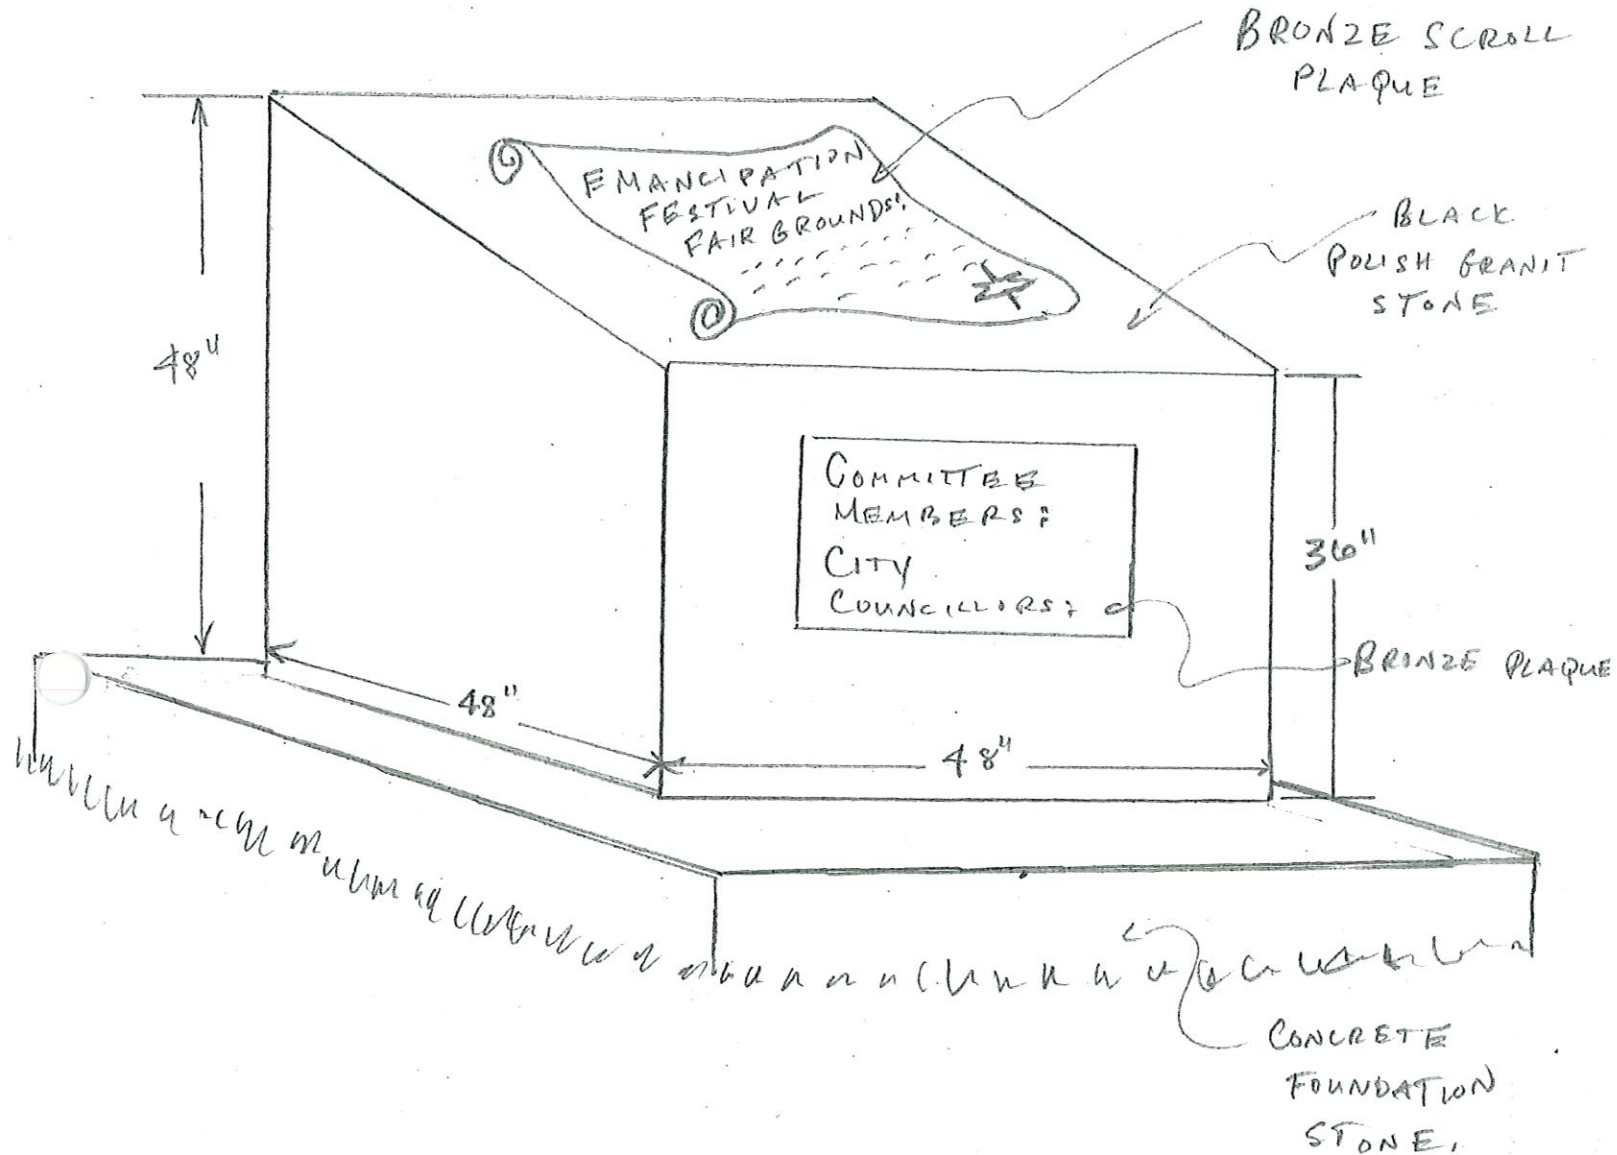 BRONZE SCROLL
PLAQUE
EMANCIPATION
FESTIVAL
FAIR GROUNDS!
BLACK
POLISH GRANIT
STONE
48"
COMMITTEE
MEMBERS:
CITY
COUNCILLORS:
36"
BRONZE PLAQUE
48"
48"
CONCRETE
FOUNDATION
STONE.